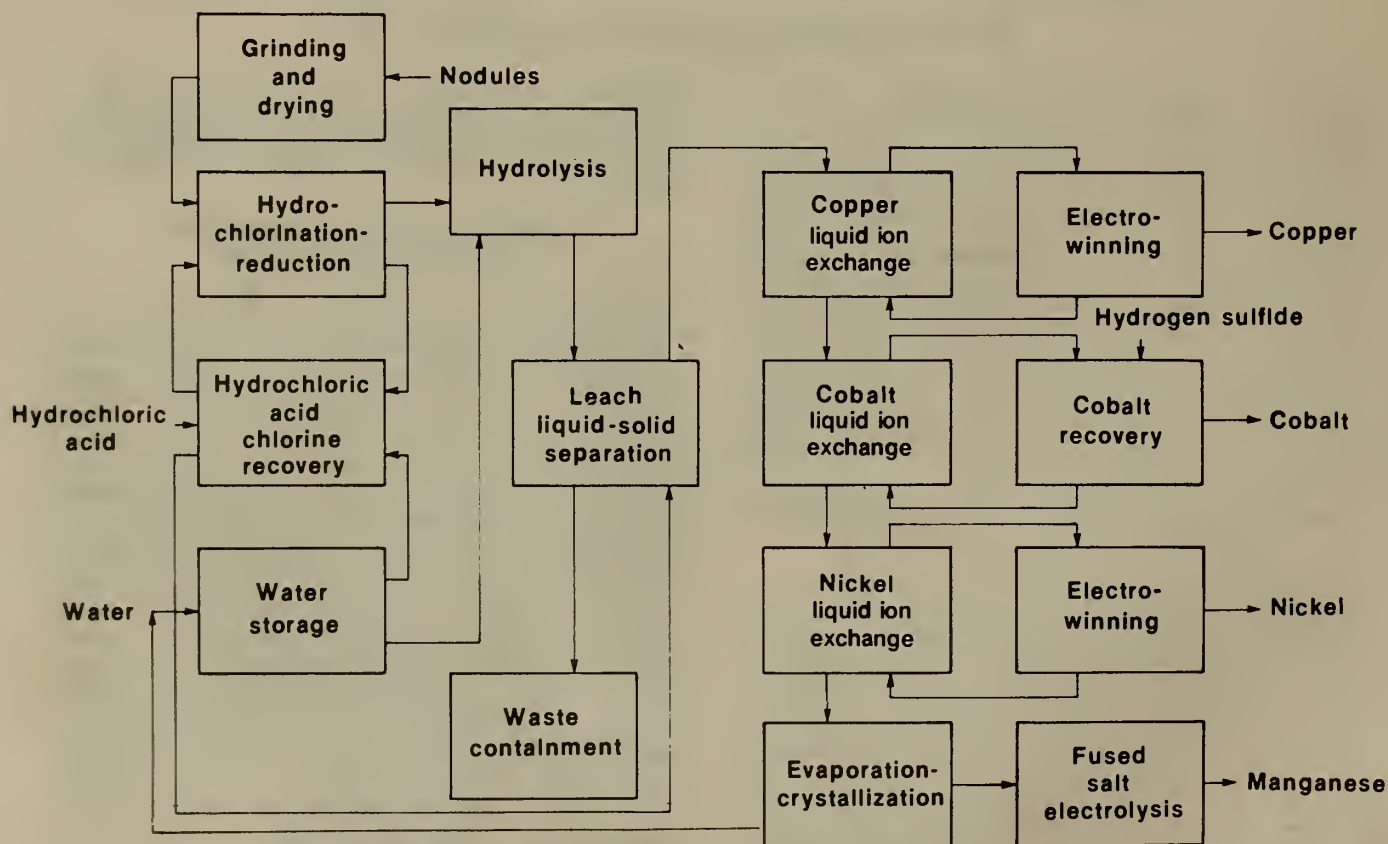 Grinding
and
drying
Nodules
Hydro-
chlorination-
reduction
Hydrolysis
Hydrochloric
acid
Hydrochloric
acid
chlorine
recovery
Leach
liquid-solid
separation
Water
Water
storage
Waste
containment
Copper
liquid ion
exchange
Electro-
winning
Copper
Hydrogen sulfide
Cobalt
liquid ion
exchange
Cobalt
recovery
Cobalt
Nickel
liquid ion
exchange
Electro-
winning
Nickel
Evaporation-
crystallization
Fused
salt
electrolysis
Manganese